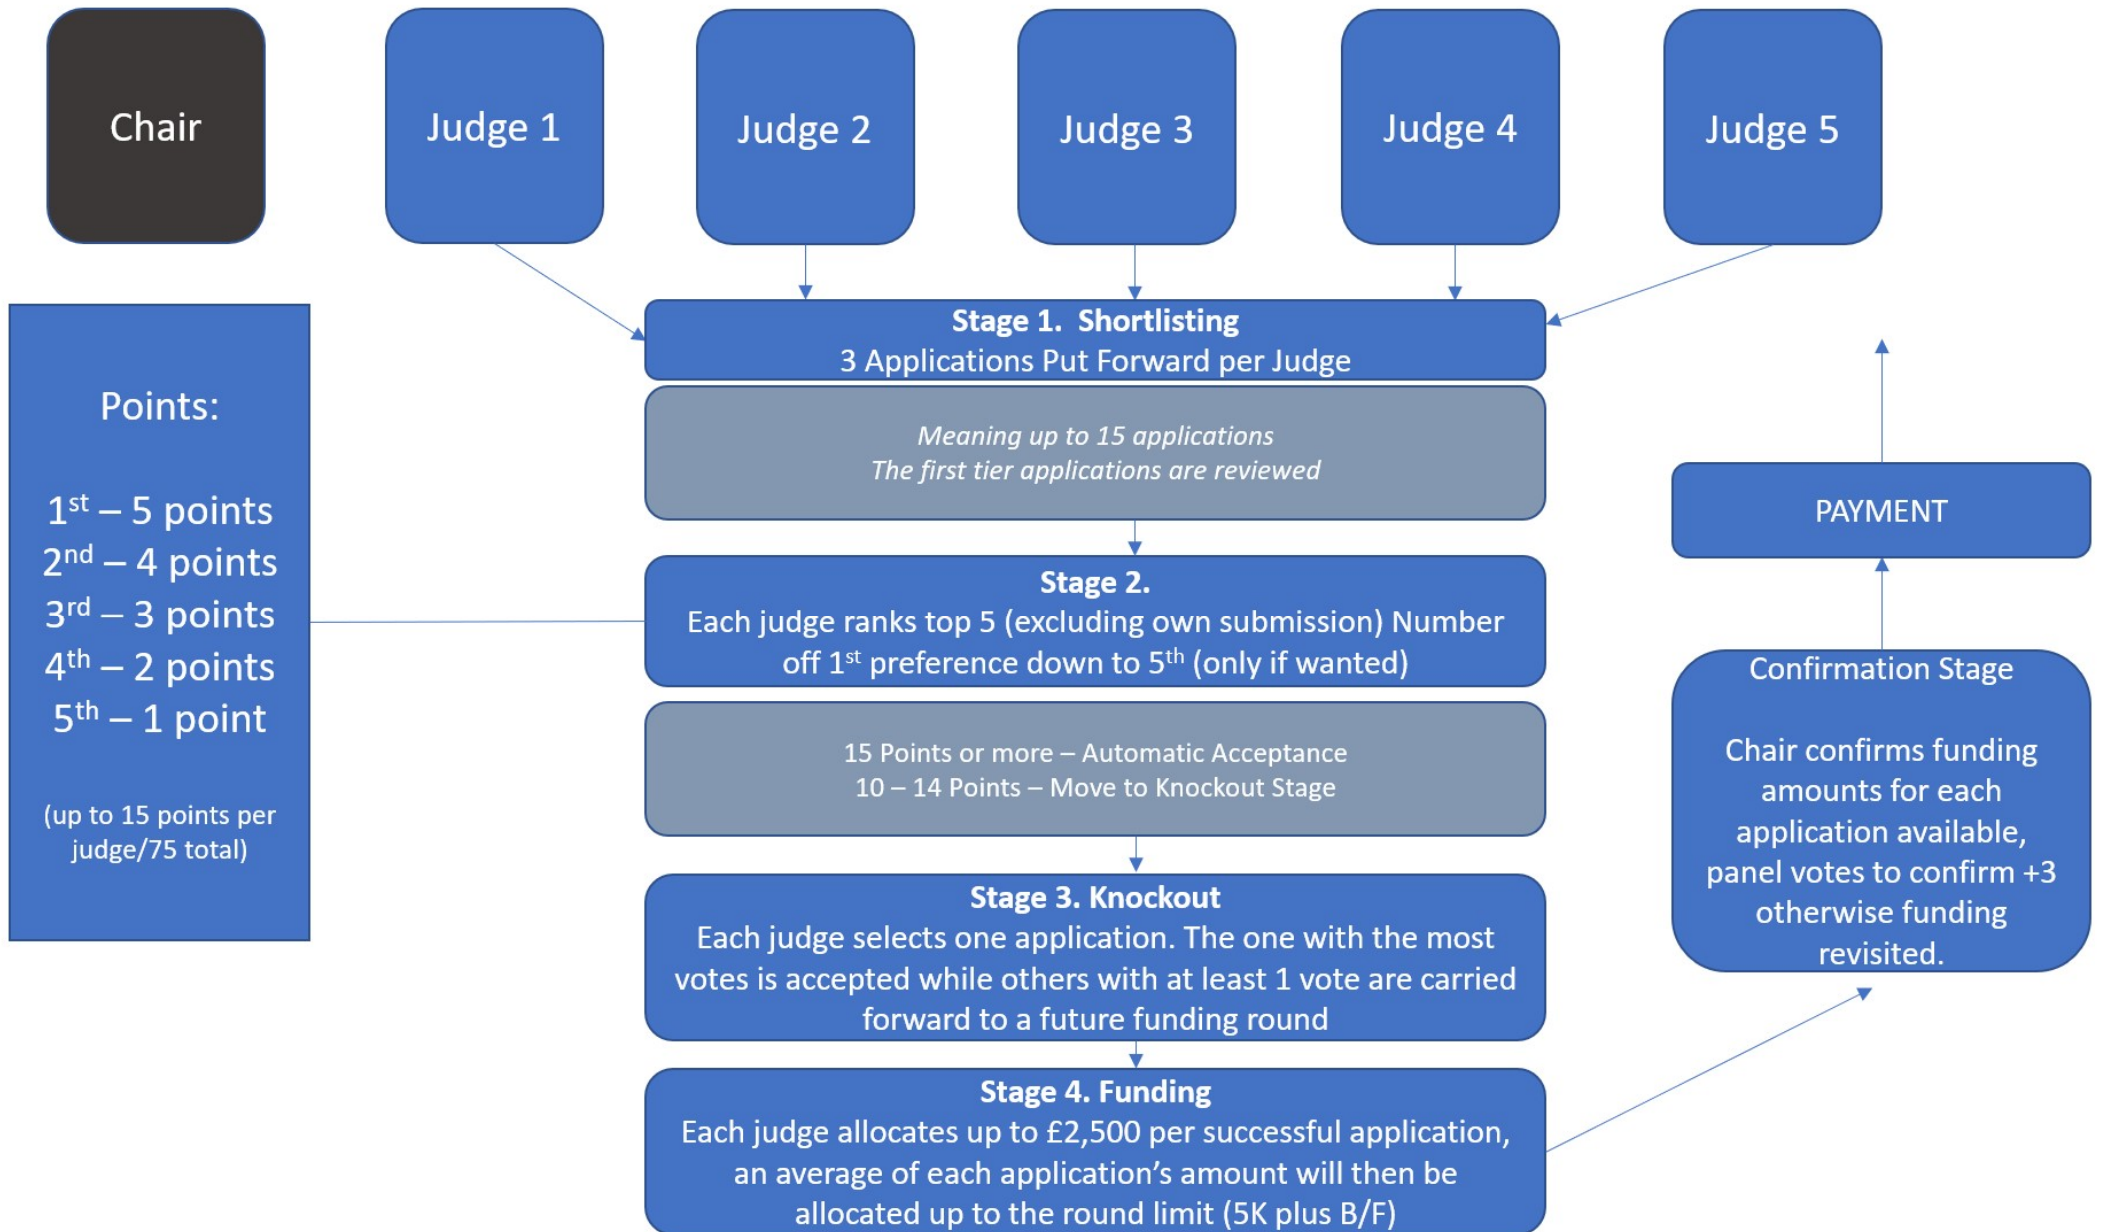 Chair
Judge 1
Judge 2
Judge 3
Judge 4
Judge 5
Stage 1.  Shortlisting
3 Applications Put Forward per Judge
Meaning up to 15 applications
The first tier applications are reviewed
Points:
1st – 5 points
2nd – 4 points
3rd – 3 points
4th – 2 points
5th – 1 point
(up to 15 points per
judge/75 total)
Stage 2.
Each judge ranks top 5 (excluding own submission) Number
off 1st preference down to 5th (only if wanted)
15 Points or more – Automatic Acceptance
10 – 14 Points – Move to Knockout Stage
Stage 3. Knockout
Each judge selects one application. The one with the most
votes is accepted while others with at least 1 vote are carried
forward to a future funding round
Stage 4. Funding
Each judge allocates up to £2,500 per successful application,
an average of each application’s amount will then be
allocated up to the round limit (5K plus B/F)
Confirmation Stage
Chair confirms funding
amounts for each
application available,
panel votes to confirm +3
otherwise funding
revisited.
PAYMENT